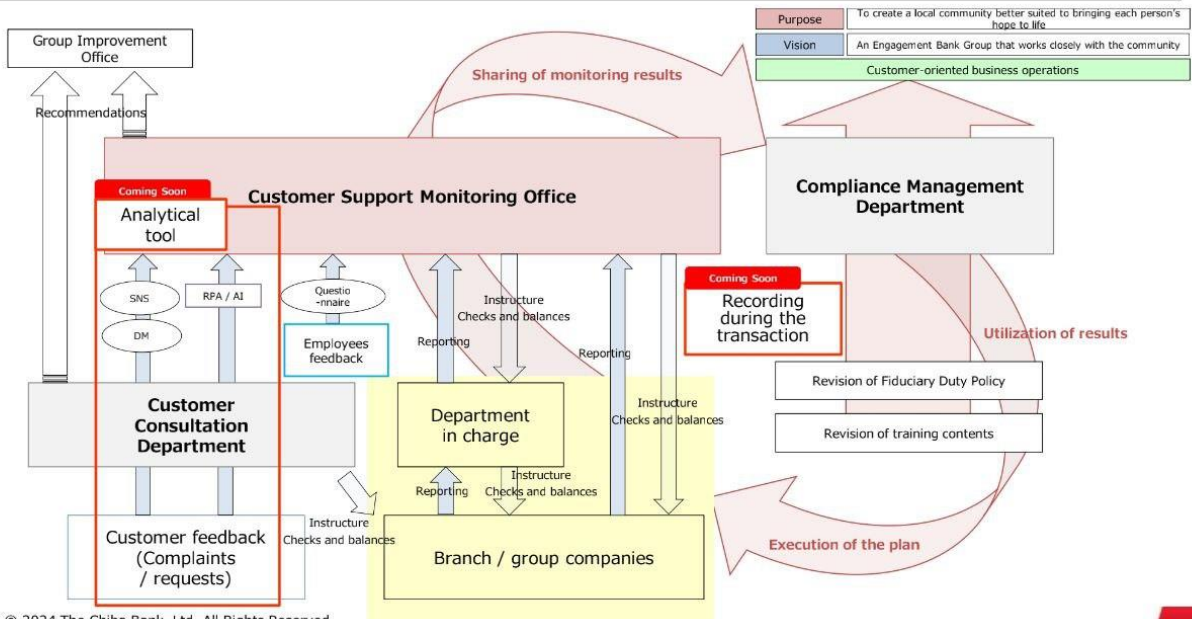 Purpose
To create a local community better suited to bringing each person's
hope to life
Vision
An Engagement Bank Group that works closely with the community
Customer-oriented business operations
Group Improvement
Office
Recommendations
Sharing of monitoring results
Customer Support Monitoring Office
Compliance Management
Department
Coming Soon
Analytical
tool
SNS
DM
RPA / AI
Questio
-nnaire
Employees
feedback
Reporting
Instructure
Checks and balances
Reporting
Instructure
Checks and balances
Coming Soon
Recording
during the
transaction
Utilization of results
Revision of Fiduciary Duty Policy
Revision of training contents
Customer
Consultation
Department
Department
in charge
Reporting
Instructure
Checks and balances
Instructure
Checks and balances
Customer feedback
(Complaints
/ requests)
Branch / group companies
Execution of the plan
© 2024 The Chiba Bank, Ltd. All Rights Reserved